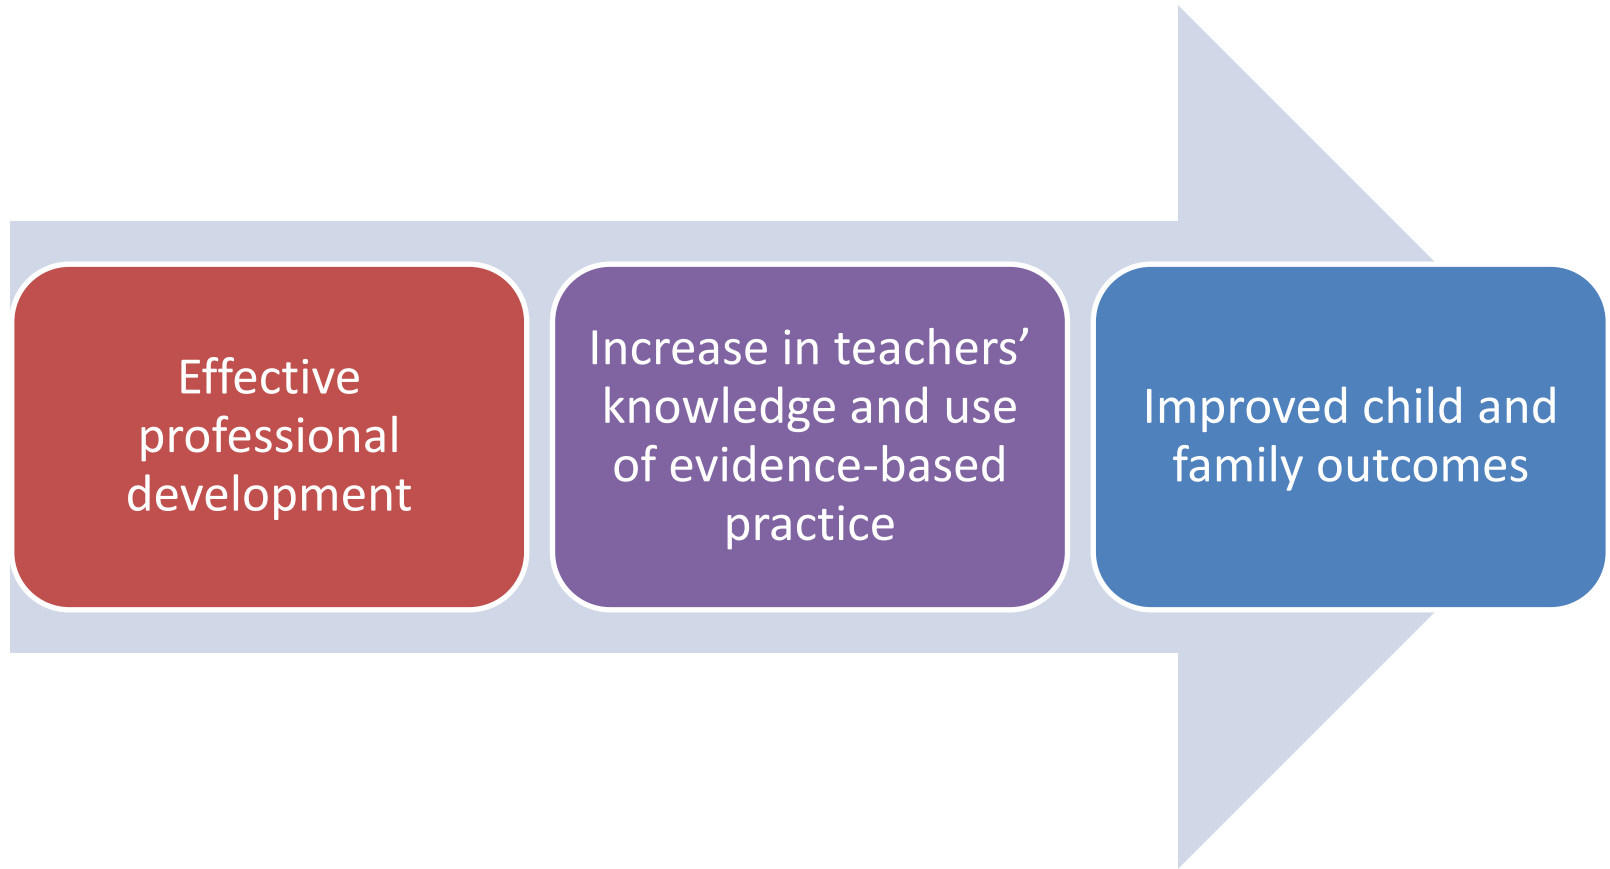 Effective
professional
development
Increase in teachers’
knowledge and use
of evidence-based
practice
Improved child and
family outcomes